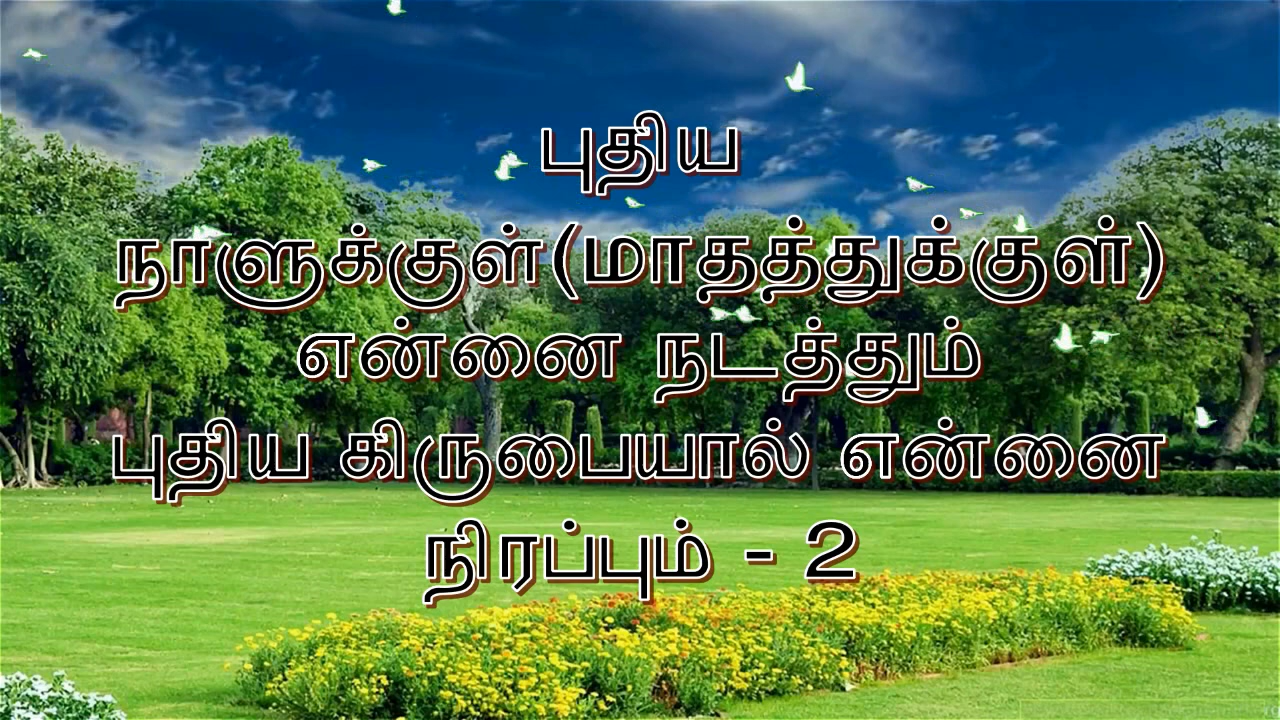 புதிய
நாளுக்குள்(மாதத்துக்குள்)
என்னை நடத்தும்
புதிய கிருபையால் என்னை
நிரப்பும் - 2